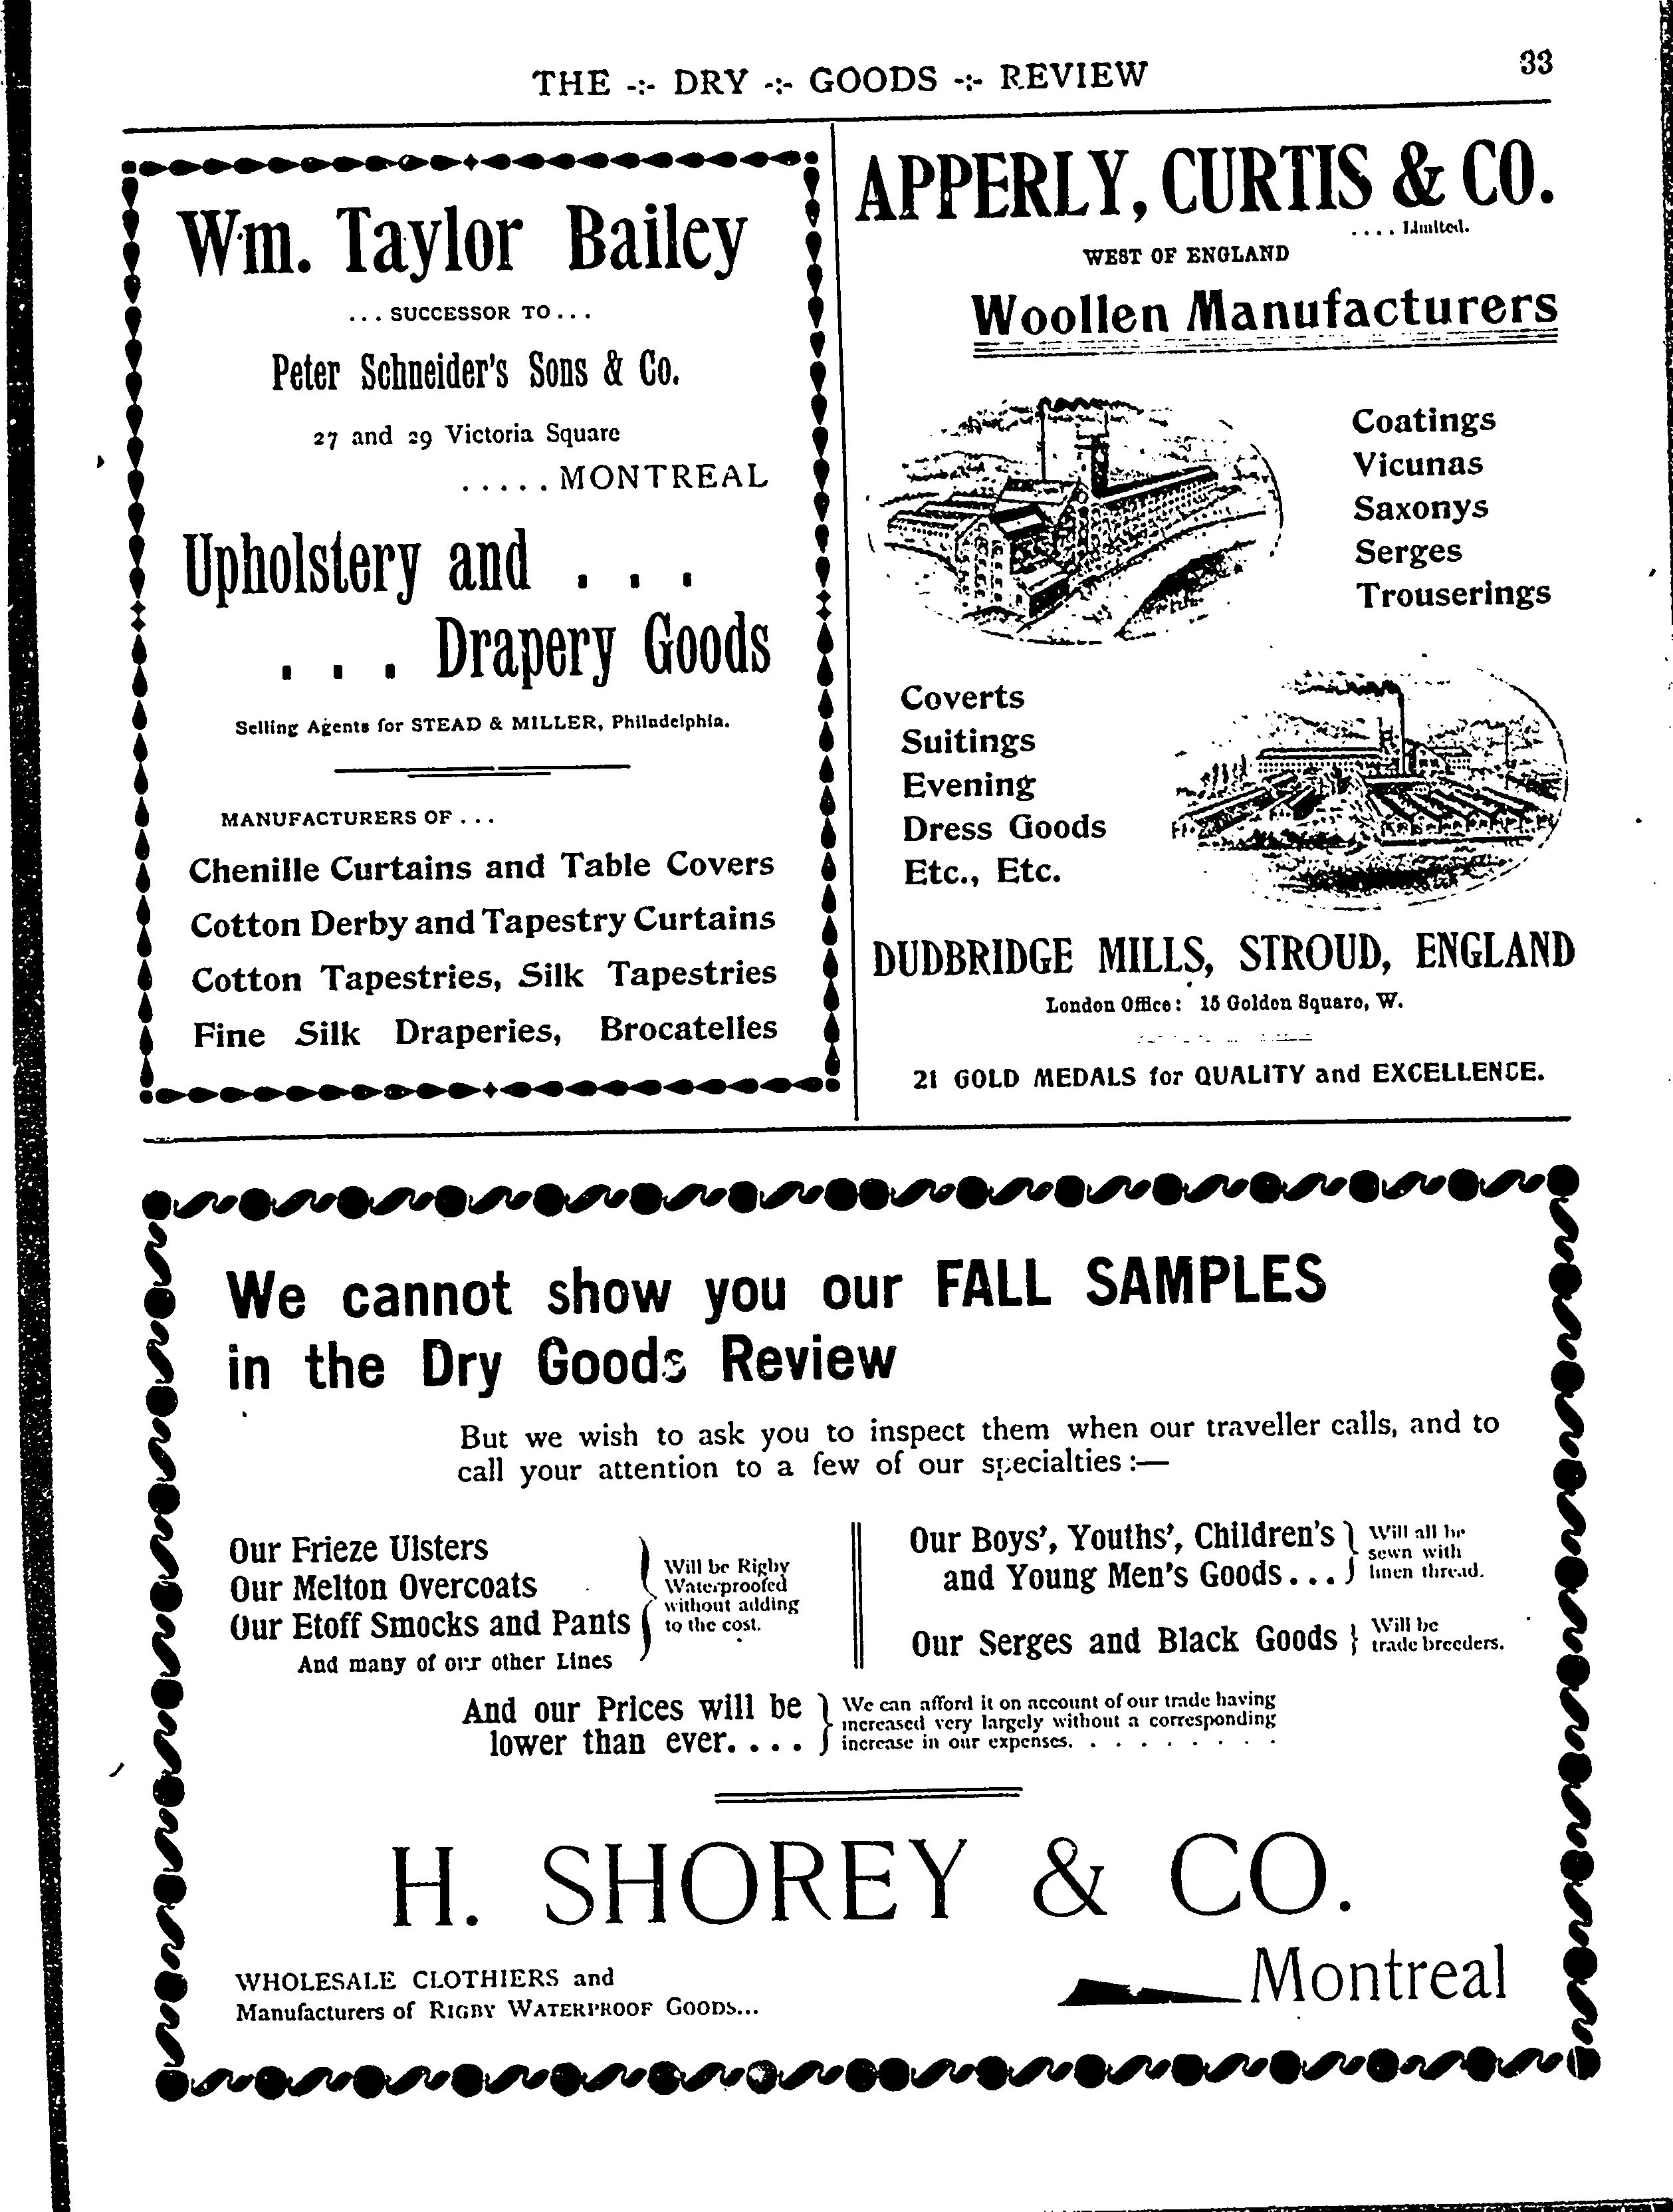 THE -:- DRY -:- GOODS -:- REVIEW
33
Wm. Taylor Bailey
... SUCCESSOR TO ...
Peter Schneider's Sons & Co.
27 and 29 Victoria Square
..... MONTREAL
Upholstery and . . .
. . . Drapery Goods
Selling Agents for STEAD & MILLER, Philadelphia.
MANUFACTURERS OF ...
Chenille Curtains and Table Covers
Cotton Derby and Tapestry Curtains
Cotton Tapestries, Silk Tapestries
Fine Silk Draperies, Brocatelles
APPERLY, CURTIS & CO.
.... Limited.
WEST OF ENGLAND
Woollen Manufacturers
Coatings
Vicunas
Saxonys
Serges
Trouserings
Coverts
Suitings
Evening
Dress Goods
Etc., Etc.
DUDBRIDGE MILLS, STROUD, ENGLAND
London Office: 15 Golden Square, W.
21 GOLD MEDALS for QUALITY and EXCELLENCE.
We cannot show you our FALL SAMPLES
in the Dry Goods Review
But we wish to ask you to inspect them when our traveller calls, and to
call your attention to a few of our specialties :—
Our Frieze Ulsters
Our Melton Overcoats
Our Etoff Smocks and Pants
And many of our other Lines
Will be Rigby
Waterproofed
without adding
to the cost.
Our Boys', Youths', Children's
and Young Men's Goods...
Will all be
sewn with
linen thread.
Our Serges and Black Goods
Will be
trade breeders.
And our Prices will be
lower than ever....
We can afford it on account of our trade having
increased very largely without a corresponding
increase in our expenses. . . . . . . . .
H. SHOREY & CO.
WHOLESALE CLOTHIERS and
Manufacturers of RIGBY WATERPROOF GOODS...
Montreal